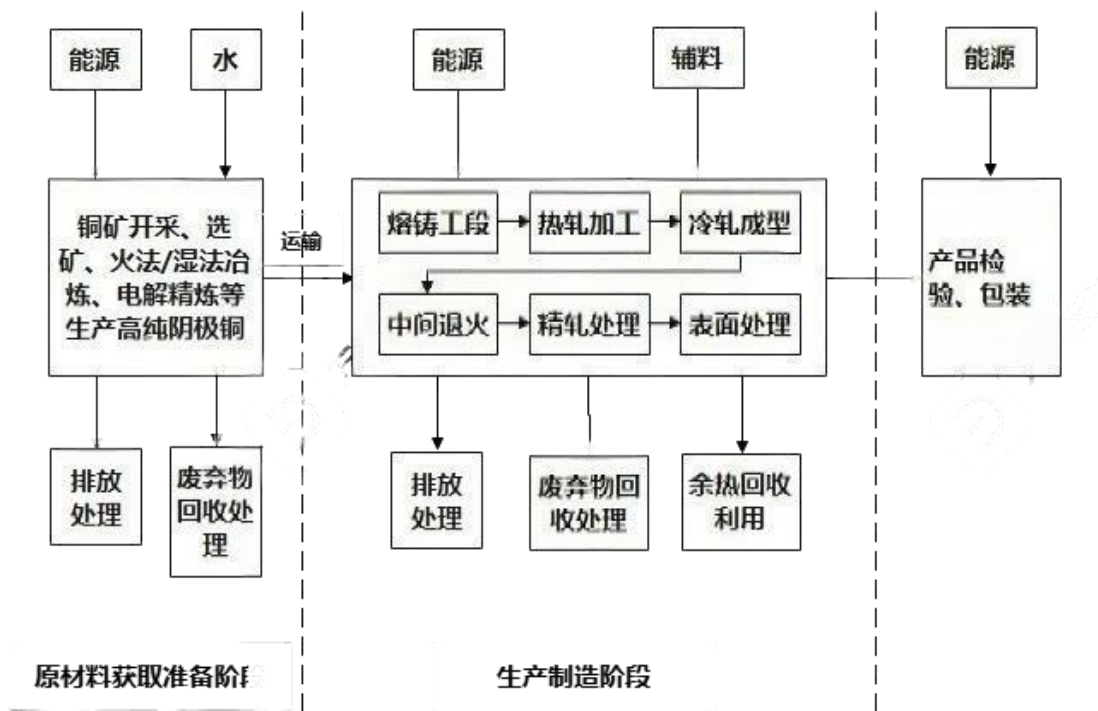 能源
水
能源
辅料
能源
铜矿开采、选
矿、火法/湿法冶
炼、电解精炼等
生产高纯阴极铜
运输
熔铸工段
热轧加工
冷轧成型
中间退火
精轧处理
表面处理
产品检
验、包装
排放
处理
废弃物
回收处
理
排放
处理
废弃物回
收处理
余热回收
利用
原材料获取准备阶
生产制造阶段